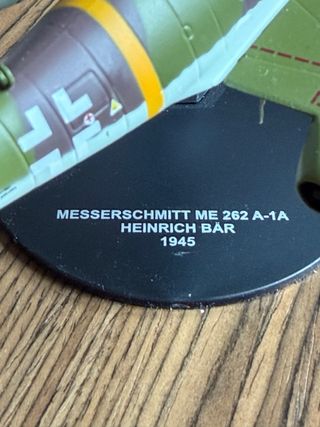 MESSERSCHMITT ME 262 A-1A
HEINRICH BÄR
1945